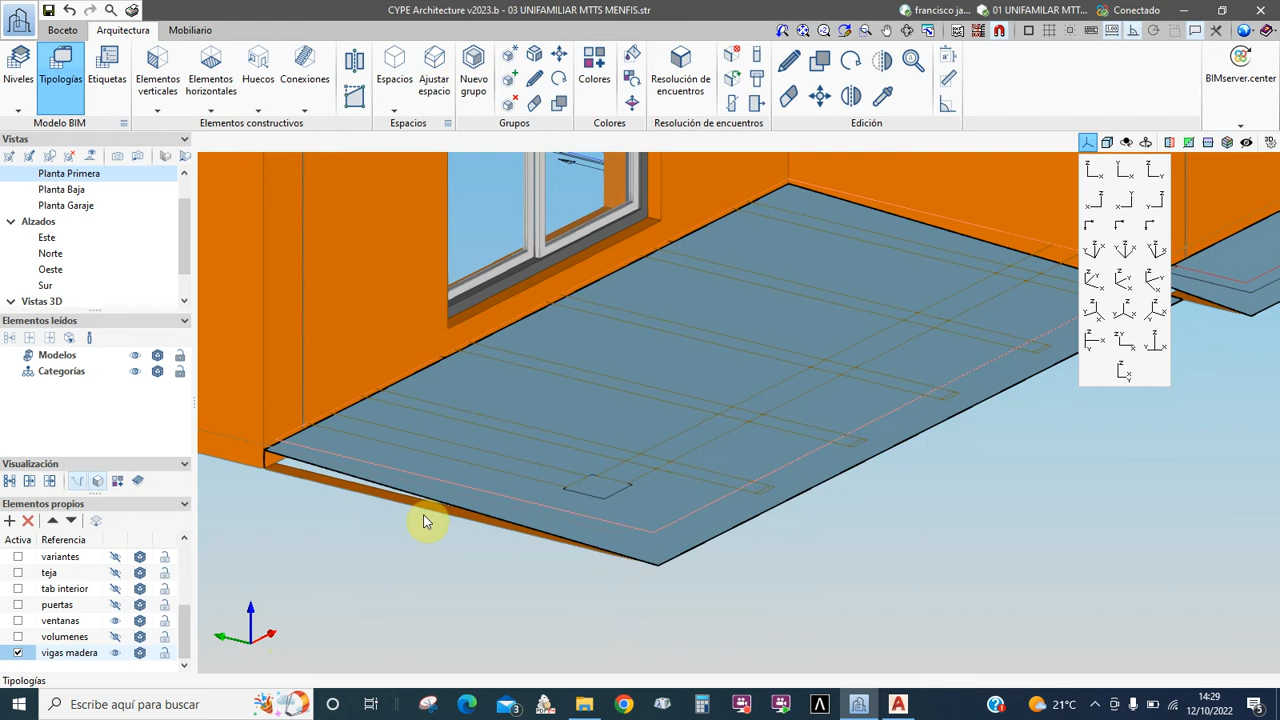 CYPE Architecture v2023.b - 03 UNIFAMILIAR MTTS MENFIS.str
francisco ja...
01 UNIFAMILAR MTT...
Conectado
Boceto
Arquitectura
Mobiliario
Niveles
Tipologías
Etiquetas
Elementos verticales
Elementos horizontales
Huecos
Conexiones
Espacios
Ajustar espacio
Nuevo grupo
Colores
Resolución de encuentros
BIMserver.center
Modelo BIM
Elementos constructivos
Espacios
Grupos
Colores
Resolución de encuentros
Edición
Vistas
Planta Primera
Planta Baja
Planta Garaje
Alzados
Este
Norte
Oeste
Sur
Vistas 3D
Elementos leídos
Modelos
Categorías
Visualización
Elementos propios
Activa
Referencia
variantes
teja
tab interior
puertas
ventanas
volumenes
vigas madera
Tipologías
Escribe aquí para buscar
21°C
14:29
12/10/2022